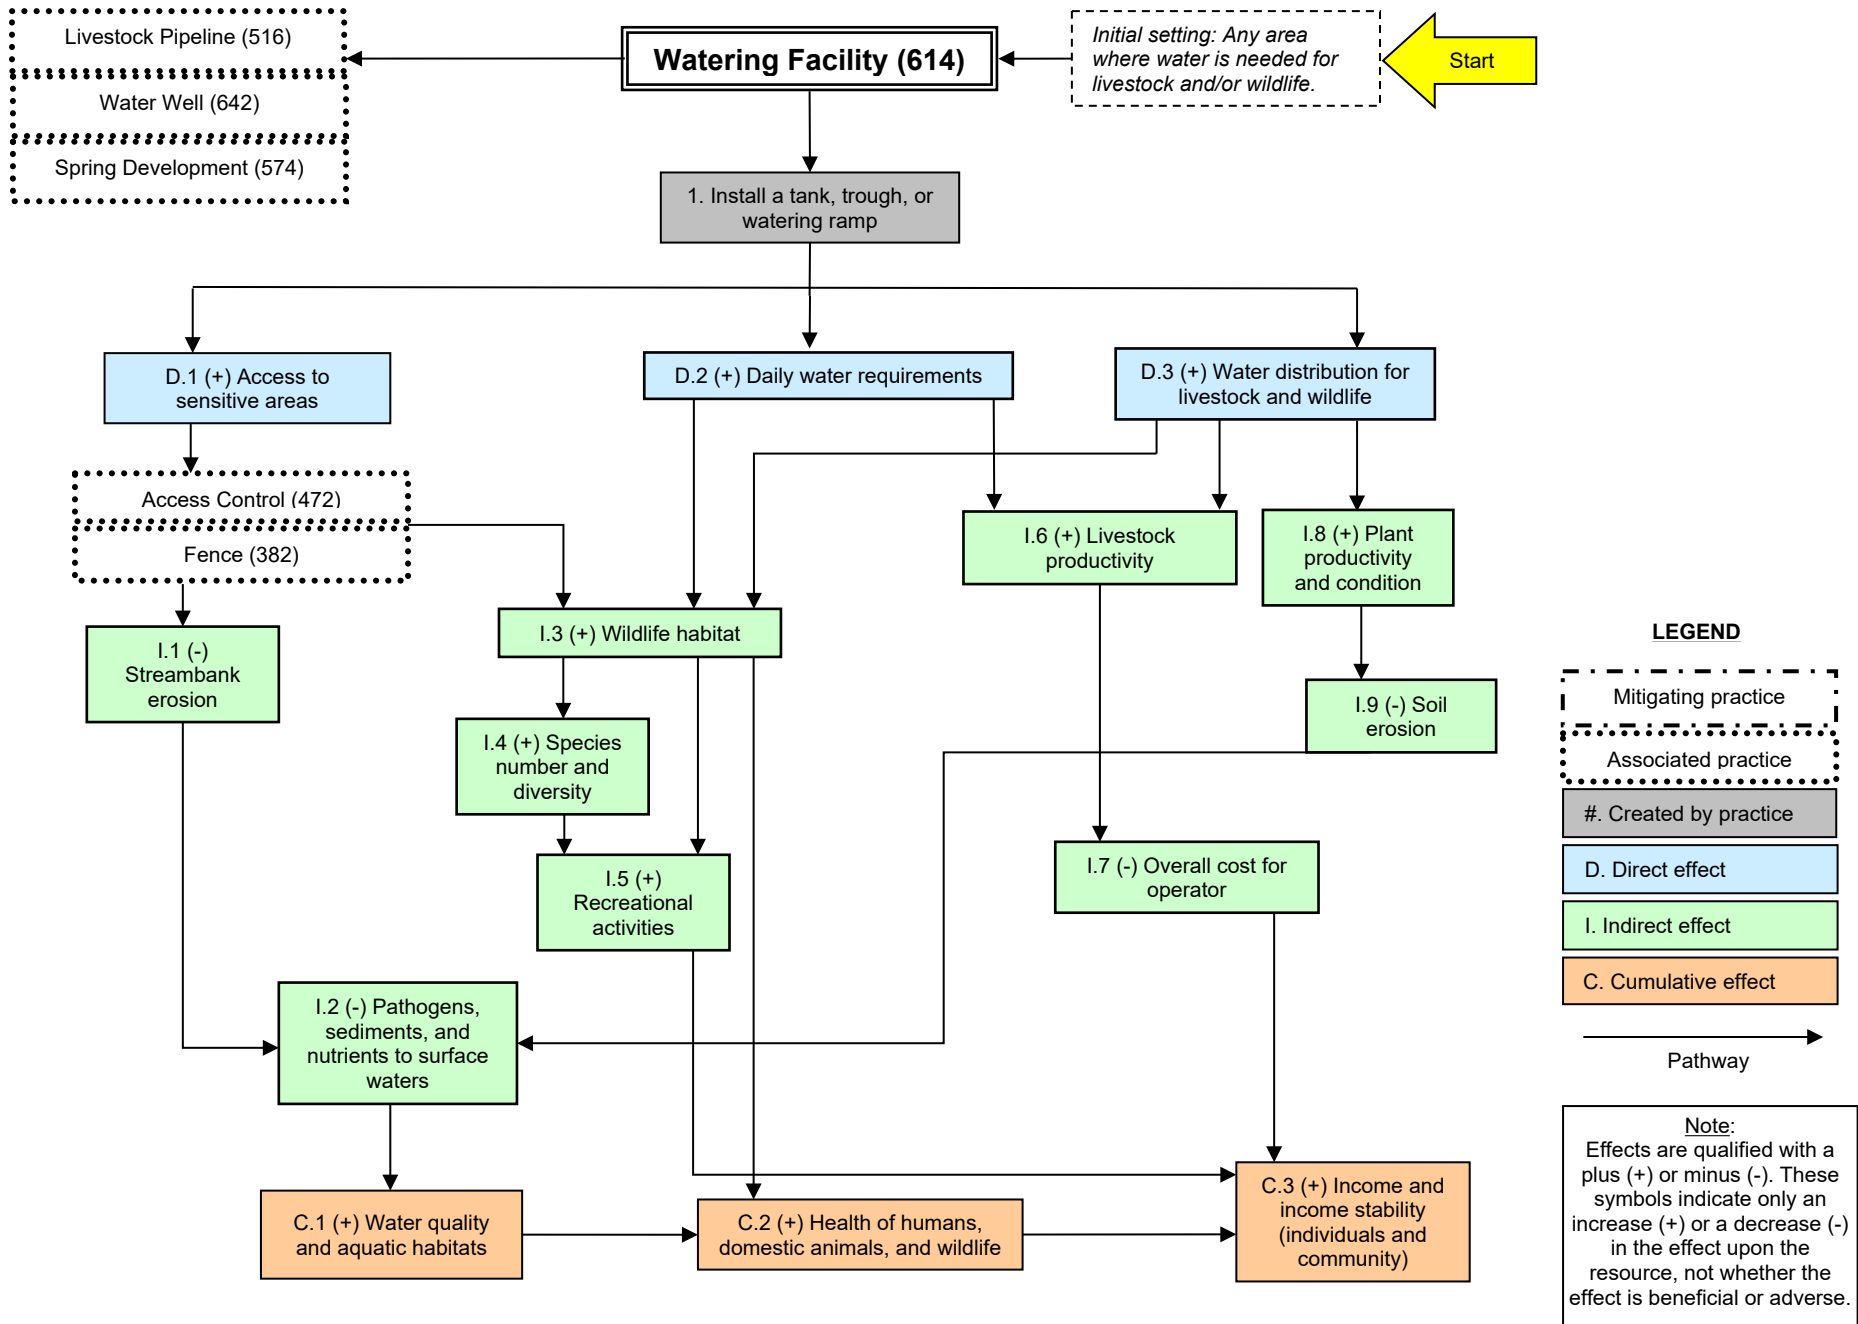 Livestock Pipeline (516)
Water Well (642)
Spring Development (574)
Watering Facility (614)
Initial setting: Any area
where water is needed for
livestock and/or wildlife.
Start
1. Install a tank, trough, or
watering ramp
D.1 (+) Access to
sensitive areas
D.2 (+) Daily water requirements
D.3 (+) Water distribution for
livestock and wildlife
Access Control (472)
Fence (382)
I.6 (+) Livestock
productivity
I.8 (+) Plant
productivity
and condition
I.3 (+) Wildlife habitat
I.1 (-)
Streambank
erosion
I.9 (-) Soil
erosion
I.4 (+) Species
number and
diversity
I.5 (+)
Recreational
activities
I.7 (-) Overall cost for
operator
I.2 (-) Pathogens,
sediments, and
nutrients to surface
waters
C.1 (+) Water quality
and aquatic habitats
C.2 (+) Health of humans,
domestic animals, and wildlife
C.3 (+) Income and
income stability
(individuals and
community)
LEGEND
Mitigating practice
Associated practice
#. Created by practice
D. Direct effect
I. Indirect effect
C. Cumulative effect
Pathway
Note:
Effects are qualified with a
plus (+) or minus (-). These
symbols indicate only an
increase (+) or a decrease (-)
in the effect upon the
resource, not whether the
effect is beneficial or adverse.